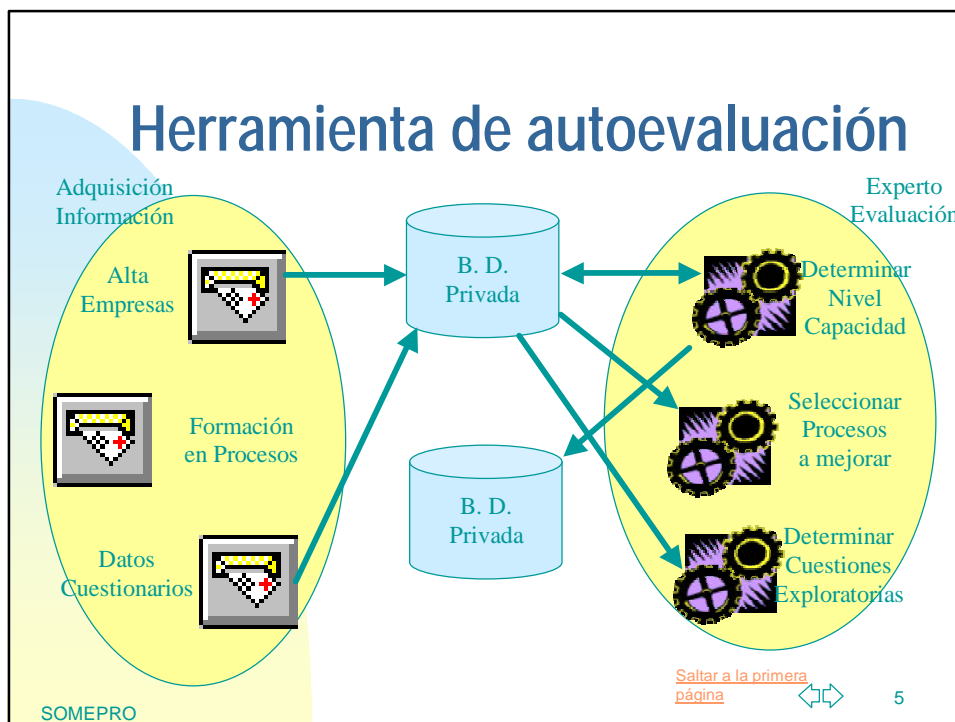 Herramienta de autoevaluación
Adquisición
Información
Alta
Empresas
Formación
en Procesos
Datos
Cuestionarios
B. D.
Privada
B. D.
Privada
Experto
Evaluación
Determinar
Nivel
Capacidad
Seleccionar
Procesos
a mejorar
Determinar
Cuestiones
Exploratorias
Saltar a la primera
página
5
SOMEPRO